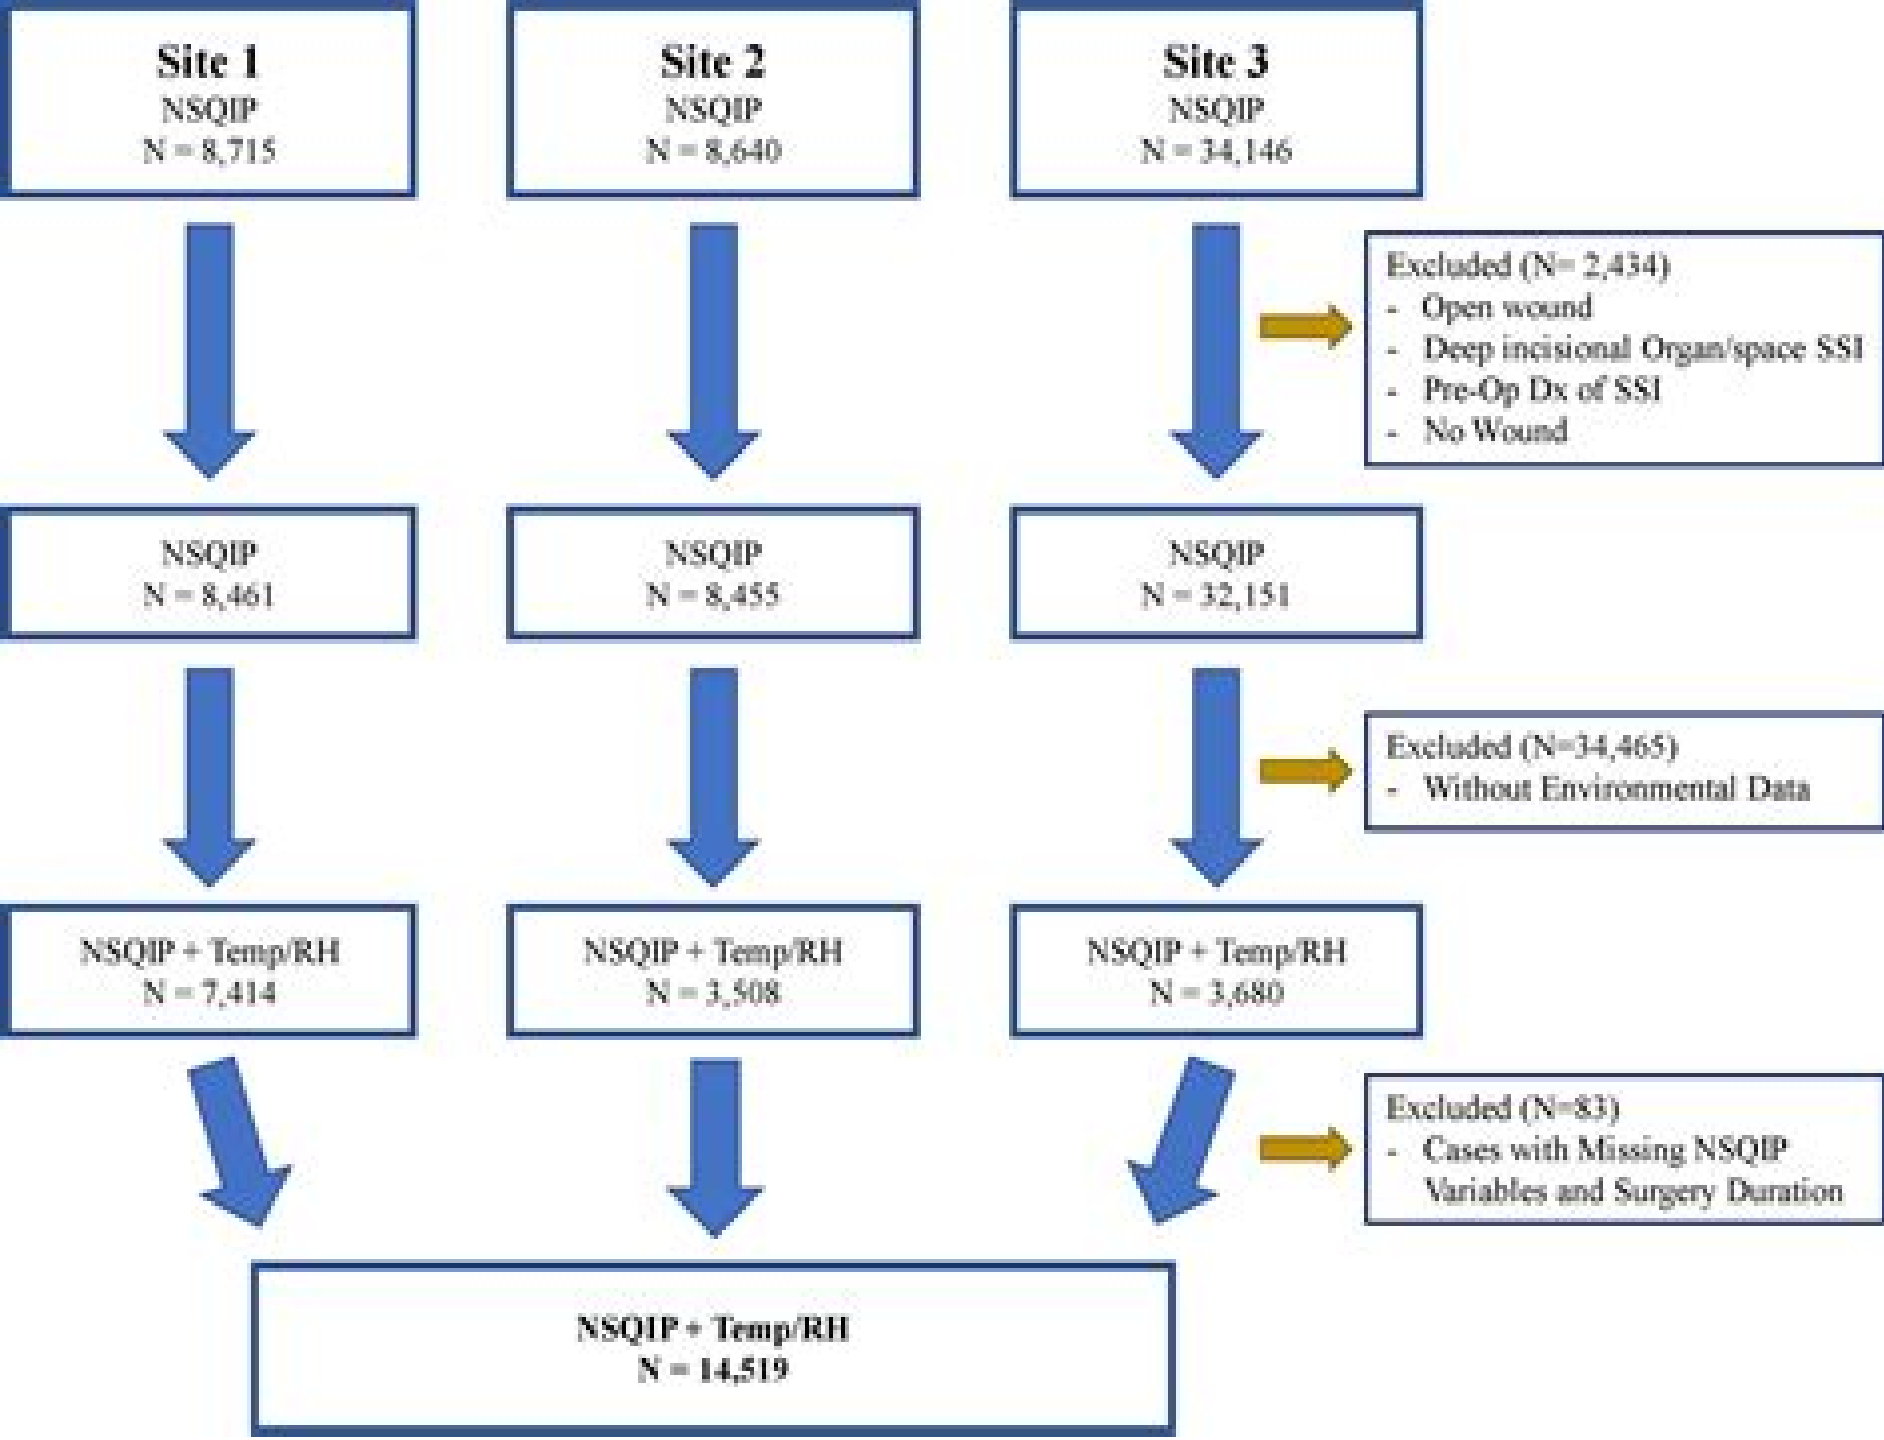 Site 1
NSQIP
N = 8,715
Site 2
NSQIP
N = 8,640
Site 3
NSQIP
N = 34,146
Excluded (N= 2,434)
- Open wound
- Deep incisional Organ/space SSI
- Pre-Op Dx of SSI
- No Wound
NSQIP
N = 8,461
NSQIP
N = 8,455
NSQIP
N = 32,151
Excluded (N=34,465)
- Without Environmental Data
NSQIP + Temp/RH
N = 7,414
NSQIP + Temp/RH
N = 3,508
NSQIP + Temp/RH
N = 3,680
Excluded (N=83)
- Cases with Missing NSQIP
Variables and Surgery Duration
NSQIP + Temp/RH
N = 14,519